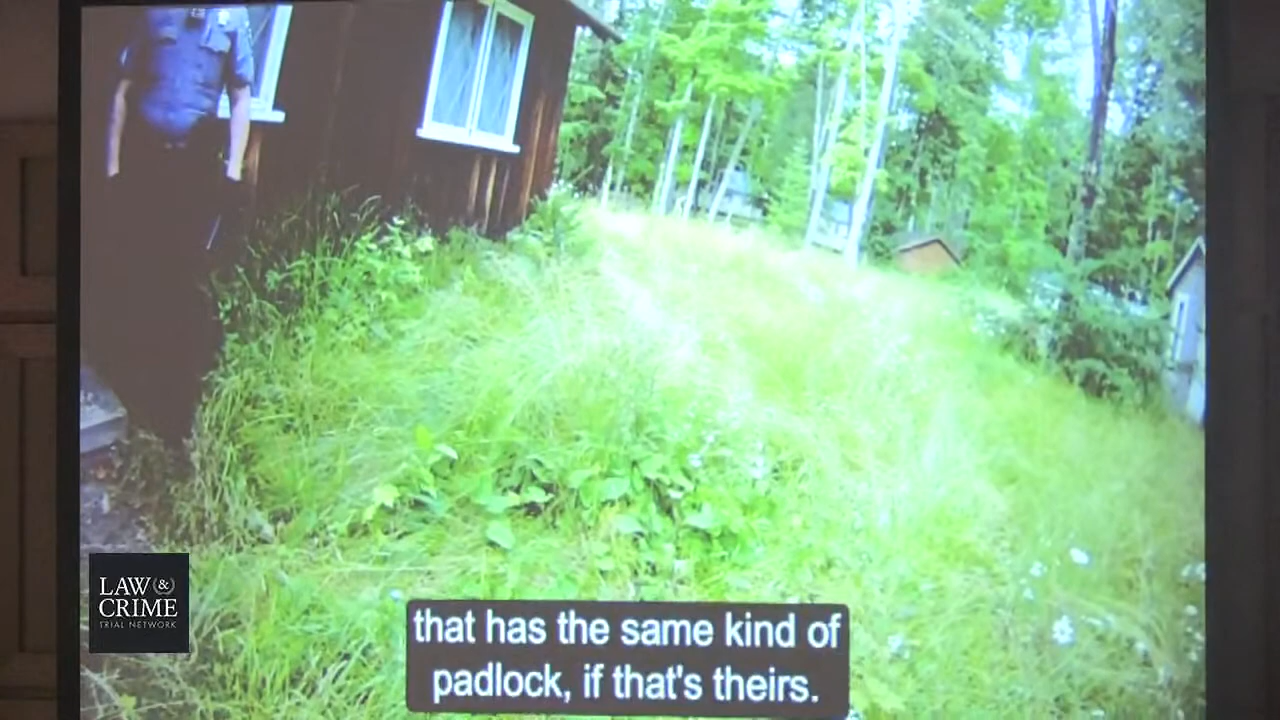 LAW &
CRIME
TRIAL NETWORK
that has the same kind of
padlock, if that's theirs.